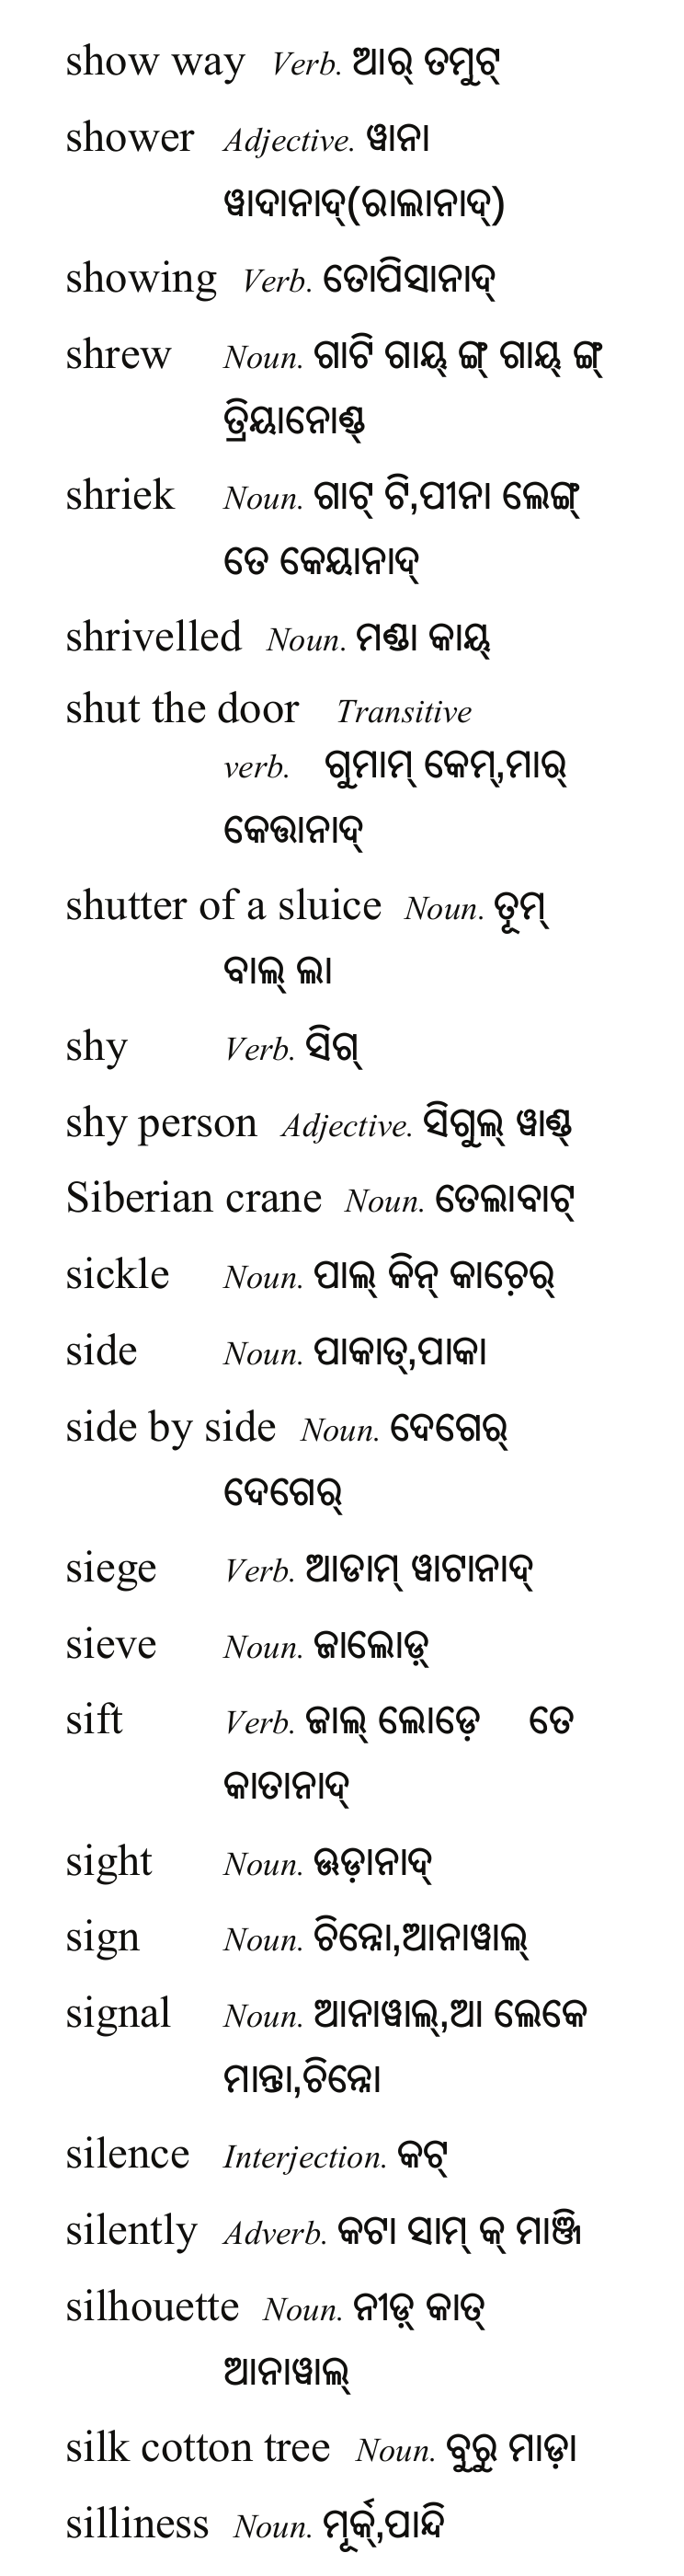 show way Verb. ଆର୍ ତମୁଟ୍
shower Adjective. ୱାନା
ୱାଦାନାଦ୍(ରାଲାନାଦ୍)
showing Verb. ତୋପିସାନାଦ୍
shrew Noun. ଗାଟି ଗାୟ୍ ଙ୍ଗ୍ ଗାୟ୍ ଙ୍ଗ୍
ତ୍ରିୟାନୋଣ୍ଡ୍
shriek Noun. ଗାଟ୍ ଟି,ପୀନା ଲେଙ୍ଗ୍
ତେ କେୟାନାଦ୍
shrivelled Noun. ମଣ୍ଡା କାୟ୍
shut the door Transitive
verb. ଗୁମାମ୍ କେମ୍,ମାର୍
କେତ୍ତାନାଦ୍
shutter of a sluice Noun. ତୂମ୍
ବାଲ୍ ଲା
shy Verb. ସିଗ୍
shy person Adjective. ସିଗୁଲ୍ ୱାଣ୍ଡ୍
Siberian crane Noun. ତେଲାବାଟ୍
sickle Noun. ପାଲ୍ କିନ୍ କାଚ଼େର୍
side Noun. ପାକାତ୍,ପାକା
side by side Noun. ଦେଗେର୍
ଦେଗେର୍
siege Verb. ଆଡାମ୍ ୱାଟାନାଦ୍
sieve Noun. ଜାଲୋଡ଼୍
sift Verb. ଜାଲ୍ ଲୋଡ଼େ ତେ
କାତାନାଦ୍
sight Noun. ଊଡ଼ାନାଦ୍
sign Noun. ଚିହ୍ନୋ,ଆନାୱାଲ୍
signal Noun. ଆନାୱାଲ୍,ଆ ଲେକେ
ମାନ୍ତା,ଚିହ୍ନୋ
silence Interjection. କଟ୍
silently Adverb. କଟା ସାମ୍ କ୍ ମାଞ୍ଜି
silhouette Noun. ନୀଡ଼୍ କାତ୍
ଆନାୱାଲ୍
silk cotton tree Noun. ବୁରୁ ମାଡ଼ା
silliness Noun. ମୂର୍କ୍,ପାନ୍ଦି